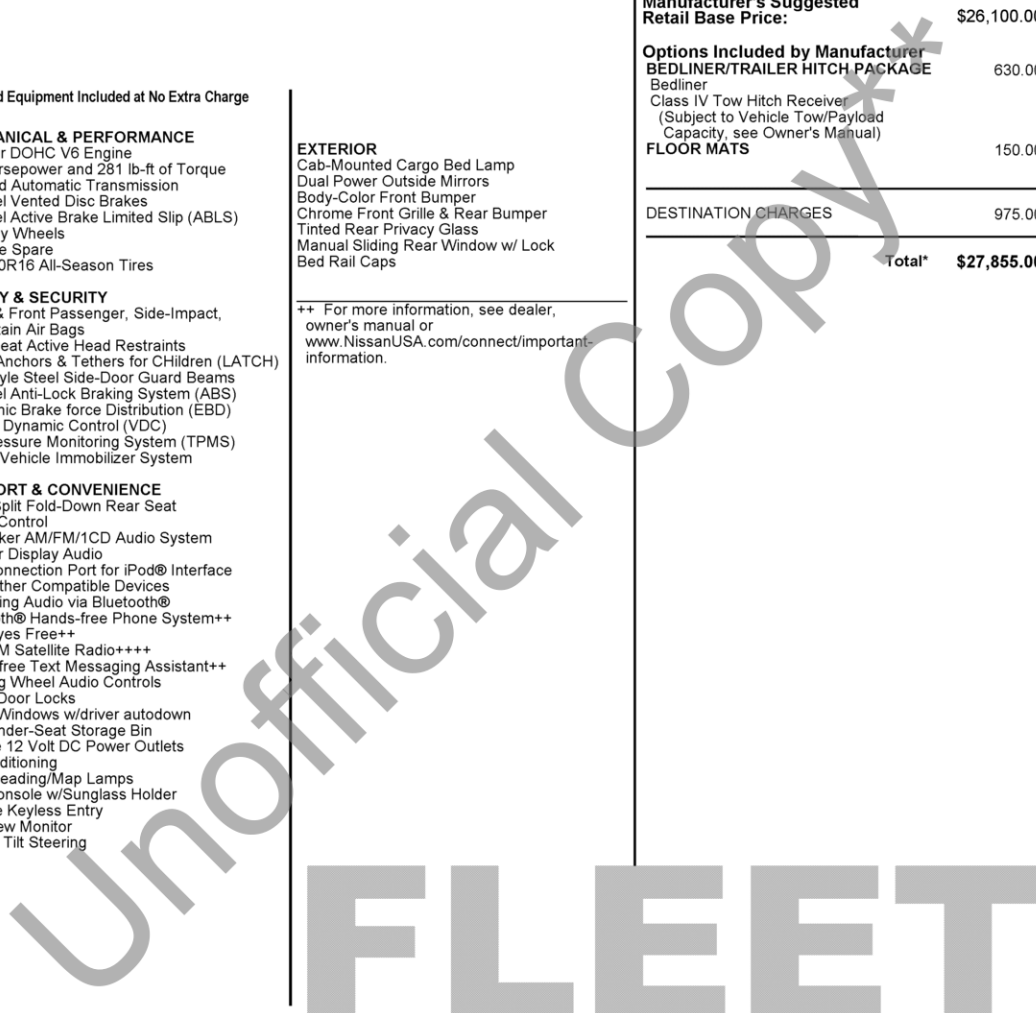 d Equipment Included at No Extra Charge
ANICAL & PERFORMANCE
r DOHC V6 Engine
rsepower and 281 lb-ft of Torque
d Automatic Transmission
el Vented Disc Brakes
el Active Brake Limited Slip (ABLS)
y Wheels
e Spare
0R16 All-Season Tires
Y & SECURITY
& Front Passenger, Side-Impact,
tain Air Bags
eat Active Head Restraints
Anchors & Tethers for CHildren (LATCH)
yle Steel Side-Door Guard Beams
el Anti-Lock Braking System (ABS)
nic Brake force Distribution (EBD)
Dynamic Control (VDC)
essure Monitoring System (TPMS)
Vehicle Immobilizer System
ORT & CONVENIENCE
Split Fold-Down Rear Seat
Control
ker AM/FM/1CD Audio System
r Display Audio
onnection Port for iPod® Interface
ther Compatible Devices
ing Audio via Bluetooth®
th® Hands-free Phone System++
yes Free++
M Satellite Radio++++
free Text Messaging Assistant++
g Wheel Audio Controls
Door Locks
Windows w/driver autodown
nder-Seat Storage Bin
e 12 Volt DC Power Outlets
ditioning
eading/Map Lamps
onsole w/Sunglass Holder
e Keyless Entry
ew Monitor
Tilt Steering
EXTERIOR
Cab-Mounted Cargo Bed Lamp
Dual Power Outside Mirrors
Body-Color Front Bumper
Chrome Front Grille & Rear Bumper
Tinted Rear Privacy Glass
Manual Sliding Rear Window w/ Lock
Bed Rail Caps
++ For more information, see dealer,
owner's manual or
www.NissanUSA.com/connect/important-
information.
Manufacturer's Suggested
Retail Base Price: $26,100.00
Options Included by Manufacturer
BEDLINER/TRAILER HITCH PACKAGE 630.00
Bedliner
Class IV Tow Hitch Receiver
(Subject to Vehicle Tow/Payload
Capacity, see Owner's Manual)
FLOOR MATS 150.00
DESTINATION CHARGES 975.00
Total* $27,855.00
Unofficial Copy**
FLEET